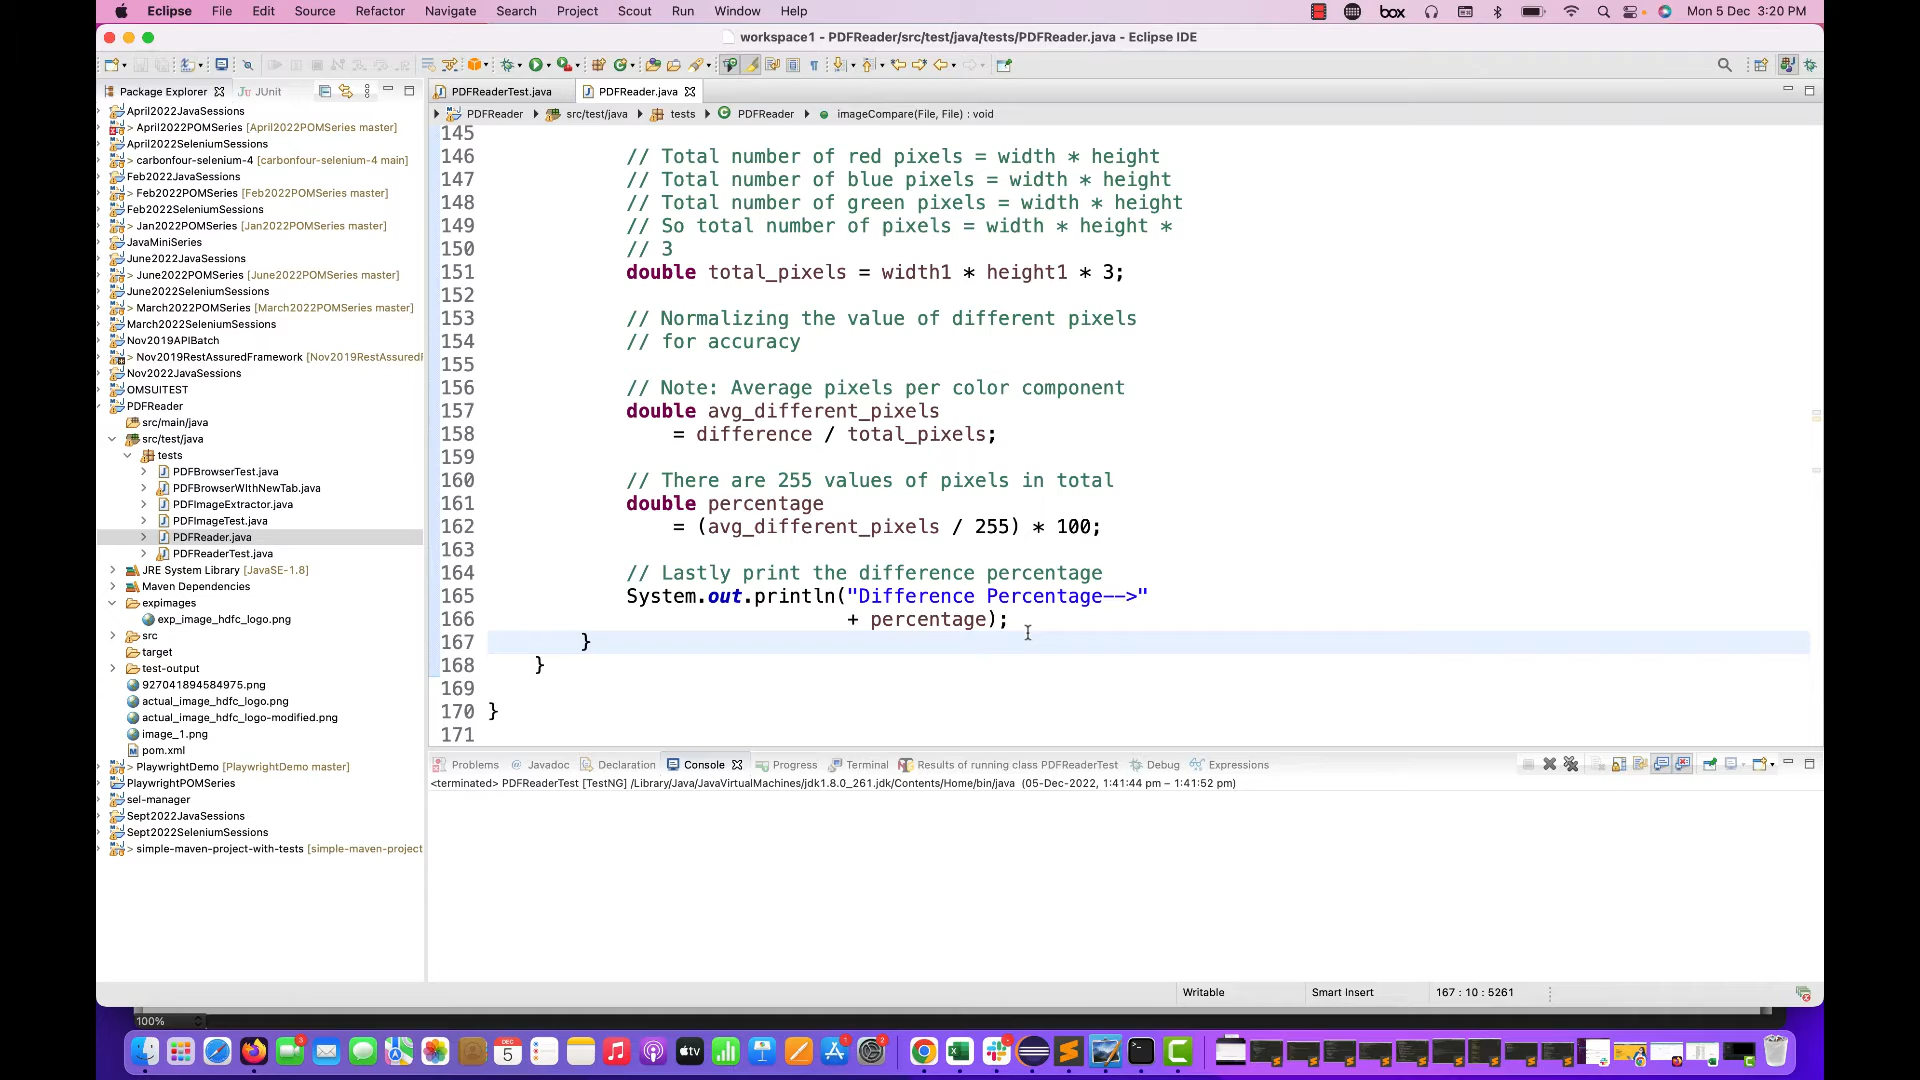 Eclipse File Edit Source Refactor Navigate Search Project Scout Run Window Help box Mon 5 Dec 3:20 PM
workspace1 - PDFReader/src/test/java/tests/PDFReader.java - Eclipse IDE
Package Explorer JUnit
April2022JavaSessions
> April2022POMSeries [April2022POMSeries master]
April2022SeleniumSessions
> carbonfour-selenium-4 [carbonfour-selenium-4 main]
Feb2022JavaSessions
> Feb2022POMSeries [Feb2022POMSeries master]
Feb2022SeleniumSessions
> Jan2022POMSeries [Jan2022POMSeries master]
JavaMiniSeries
June2022JavaSessions
> June2022POMSeries [June2022POMSeries master]
June2022SeleniumSessions
> March2022POMSeries [March2022POMSeries master]
March2022SeleniumSessions
Nov2019APIBatch
> Nov2019RestAssuredFramework [Nov2019RestAssuredF
Nov2022JavaSessions
OMSUITEST
PDFReader
src/main/java
src/test/java
tests
PDFBrowserTest.java
PDFBrowserWIthNewTab.java
PDFImageExtractor.java
PDFImageTest.java
PDFReader.java
PDFReaderTest.java
JRE System Library [JavaSE-1.8]
Maven Dependencies
expimages
exp_image_hdfc_logo.png
src
target
test-output
927041894584975.png
actual_image_hdfc_logo.png
actual_image_hdfc_logo-modified.png
image_1.png
pom.xml
> PlaywrightDemo [PlaywrightDemo master]
PlaywrightPOMSeries
sel-manager
Sept2022JavaSessions
Sept2022SeleniumSessions
> simple-maven-project-with-tests [simple-maven-project
PDFReaderTest.java PDFReader.java
PDFReader src/test/java tests PDFReader imageCompare(File, File) : void
145
146 // Total number of red pixels = width * height
147 // Total number of blue pixels = width * height
148 // Total number of green pixels = width * height
149 // So total number of pixels = width * height *
150 // 3
151 double total_pixels = width1 * height1 * 3;
152
153 // Normalizing the value of different pixels
154 // for accuracy
155
156 // Note: Average pixels per color component
157 double avg_different_pixels
158 = difference / total_pixels;
159
160 // There are 255 values of pixels in total
161 double percentage
162 = (avg_different_pixels / 255) * 100;
163
164 // Lastly print the difference percentage
165 System.out.println("Difference Percentage-->"
166 + percentage);
167 }
168 }
169
170 }
171
Problems @ Javadoc Declaration Console Progress Terminal Results of running class PDFReaderTest Debug Expressions
<terminated> PDFReaderTest [TestNG] /Library/Java/JavaVirtualMachines/jdk1.8.0_261.jdk/Contents/Home/bin/java (05-Dec-2022, 1:41:44 pm – 1:41:52 pm)
Writable Smart Insert 167 : 10 : 5261
100%